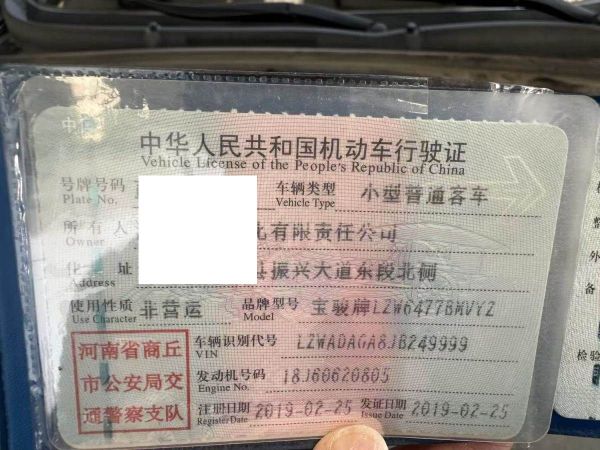 中华人民共和国机动车行驶证
Vehicle License of the People's Republic of China
号牌号码 车辆类型 小型普通客车
Plate No. Vehicle Type
所有人 有限责任公司
Owner
住址 县振兴大道东段北侧
Address
使用性质 非营运 品牌型号 宝骏牌LZW6477BMVYZ
Use Character Model
河南省商丘
市公安局交
通警察支队
车辆识别代号 LZWADAGA8JB249999
VIN
发动机号码 18J60620805
Engine No.
注册日期 2019-02-25 发证日期 2019-02-25
Register Date Issue Date
检验